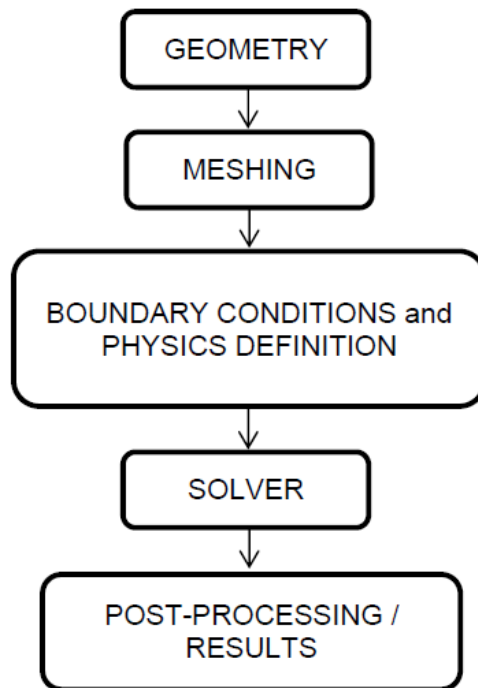 GEOMETRY
MESHING
BOUNDARY CONDITIONS and
PHYSICS DEFINITION
SOLVER
POST-PROCESSING /
RESULTS